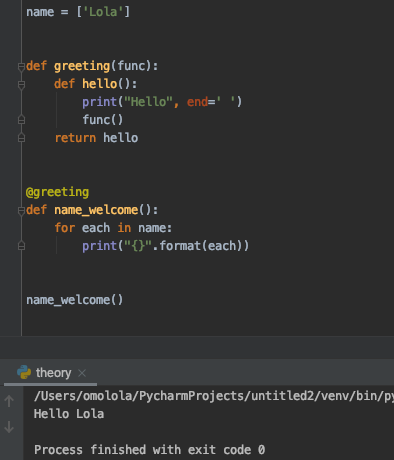 name = ['Lola']
def greeting(func):
    def hello():
        print("Hello", end=' ')
        func()
    return hello
@greeting
def name_welcome():
    for each in name:
        print("{}".format(each))
name_welcome()
theory ×
/Users/omolola/PycharmProjects/untitled2/venv/bin/py
Hello Lola
Process finished with exit code 0